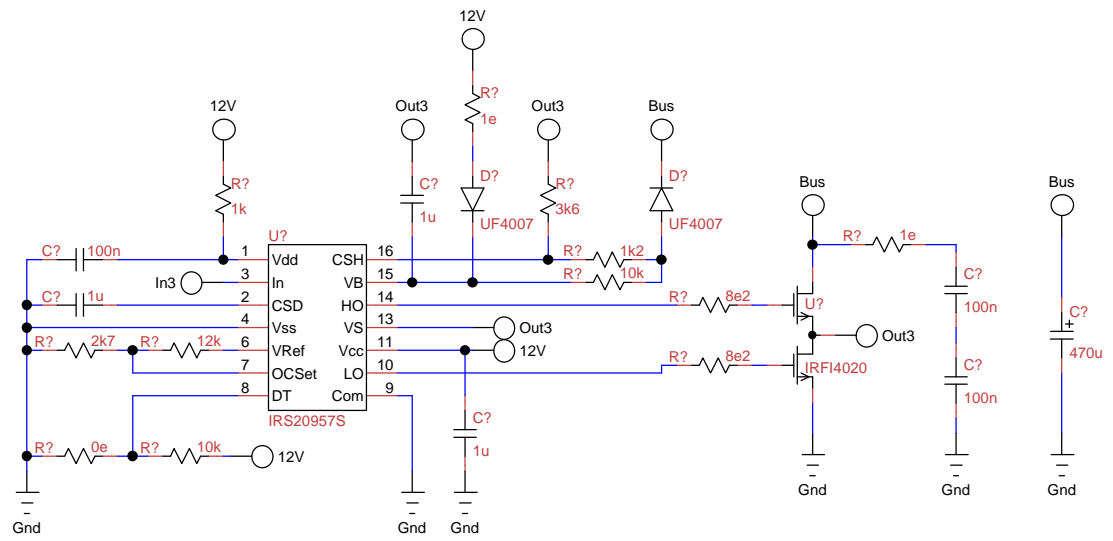 12V
R?
1e
12V
Out3
Out3
Bus
R?
1k
C?
1u
D?
UF4007
R?
3k6
D?
UF4007
Bus
Bus
U?
C?
100n
1
Vdd
CSH
16
R?
1k2
R?
1e
In3
3
In
VB
15
R?
10k
C?
1u
2
CSD
HO
14
R?
8e2
U?
C?
100n
4
Vss
VS
13
Out3
Out3
C?
+
470u
R?
2k7
R?
12k
6
VRef
Vcc
11
12V
7
OCSet
LO
10
R?
8e2
IRFI4020
C?
100n
8
DT
Com
9
IRS20957S
C?
1u
R?
0e
R?
10k
12V
Gnd
Gnd
Gnd
Gnd
Gnd
Gnd